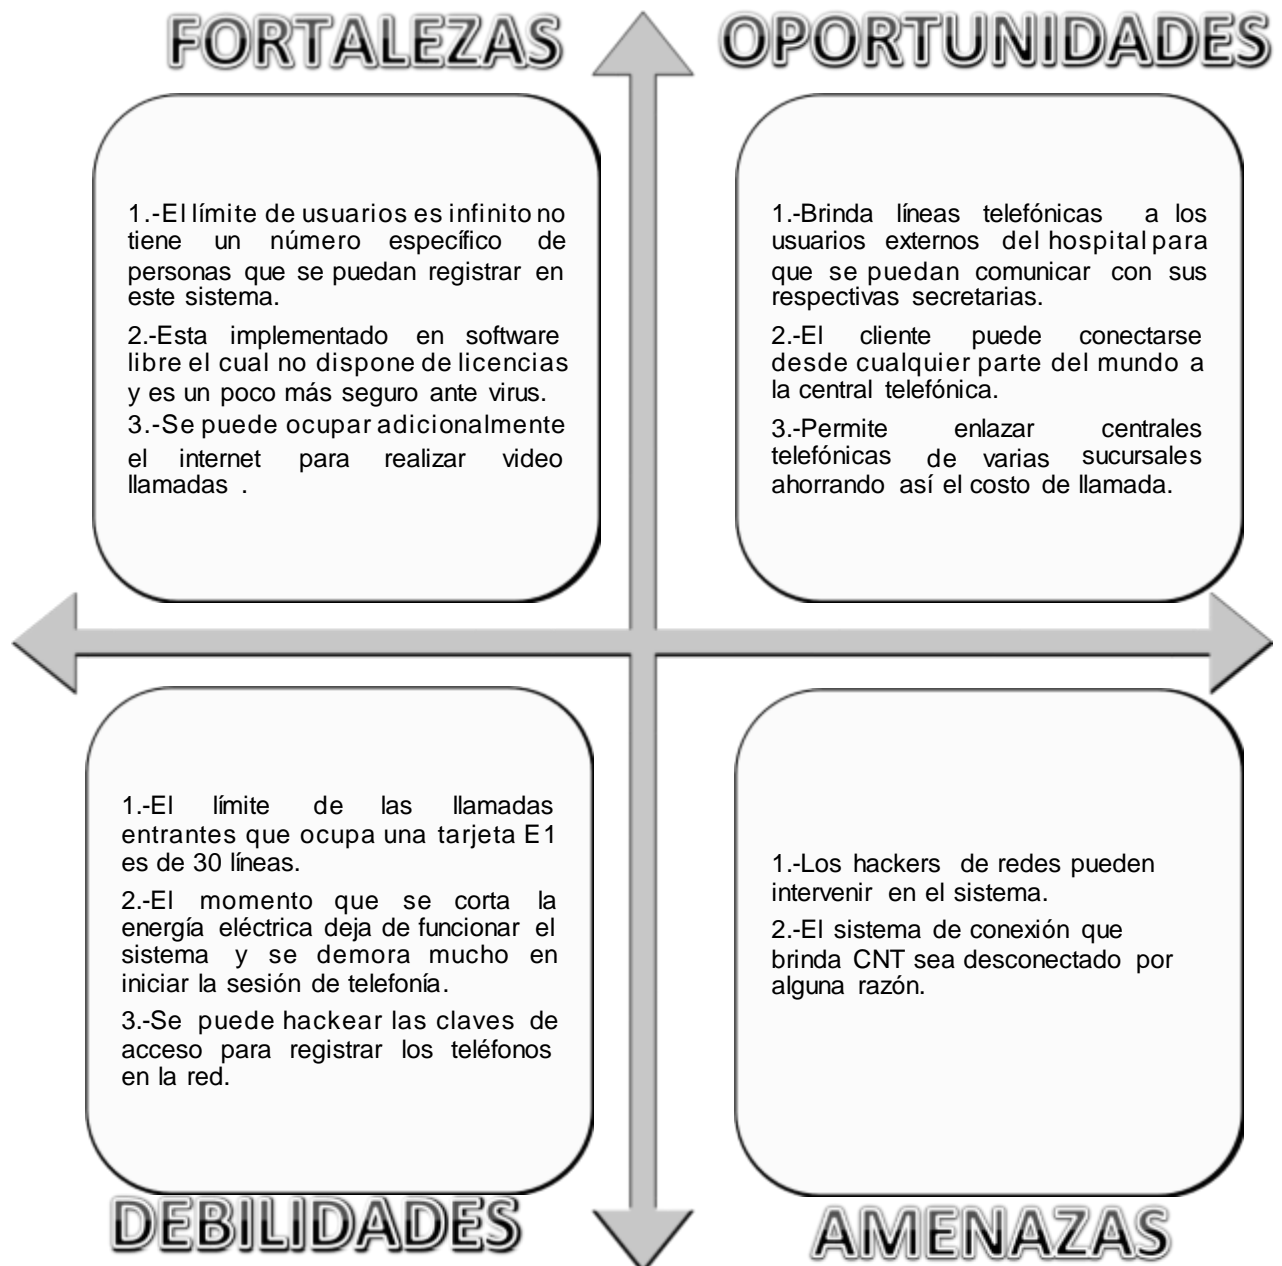 FORTALEZAS
1.-El límite de usuarios es infinito no
tiene un número específico de
personas que se puedan registrar en
este sistema.
2.-Esta implementado en software
libre el cual no dispone de licencias
y es un poco más seguro ante virus.
3.-Se puede ocupar adicionalmente
el internet para realizar video
llamadas .
OPORTUNIDADES
1.-Brinda líneas telefónicas a los
usuarios externos del hospital para
que se puedan comunicar con sus
respectivas secretarias.
2.-El cliente puede conectarse
desde cualquier parte del mundo a
la central telefónica.
3.-Permite enlazar centrales
telefónicas de varias sucursales
ahorrando así el costo de llamada.
1.-El límite de las llamadas
entrantes que ocupa una tarjeta E1
es de 30 líneas.
2.-El momento que se corta la
energía eléctrica deja de funcionar el
sistema y se demora mucho en
iniciar la sesión de telefonía.
3.-Se puede hackear las claves de
acceso para registrar los teléfonos
en la red.
DEBILIDADES
1.-Los hackers de redes pueden
intervenir en el sistema.
2.-El sistema de conexión que
brinda CNT sea desconectado por
alguna razón.
AMENAZAS